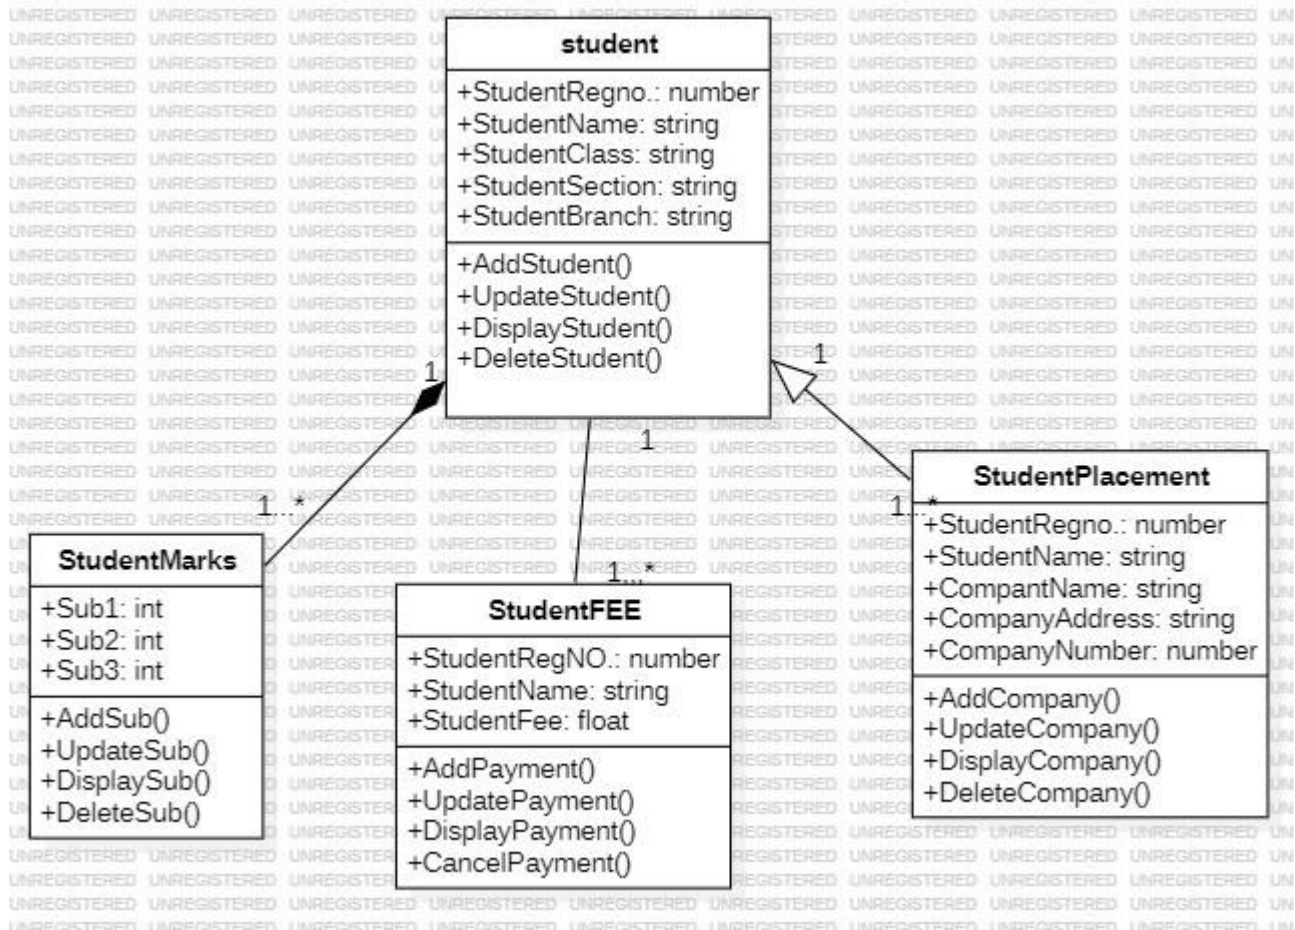 student
+StudentRegno.: number
+StudentName: string
+StudentClass: string
+StudentSection: string
+StudentBranch: string
+AddStudent()
+UpdateStudent()
+DisplayStudent()
+DeleteStudent()
1
1
1
1...*
1...*
1...*
StudentMarks
+Sub1: int
+Sub2: int
+Sub3: int
+AddSub()
+UpdateSub()
+DisplaySub()
+DeleteSub()
StudentFEE
+StudentRegNO.: number
+StudentName: string
+StudentFee: float
+AddPayment()
+UpdatePayment()
+DisplayPayment()
+CancelPayment()
StudentPlacement
+StudentRegno.: number
+StudentName: string
+CompantName: string
+CompanyAddress: string
+CompanyNumber: number
+AddCompany()
+UpdateCompany()
+DisplayCompany()
+DeleteCompany()
UNREGISTERED